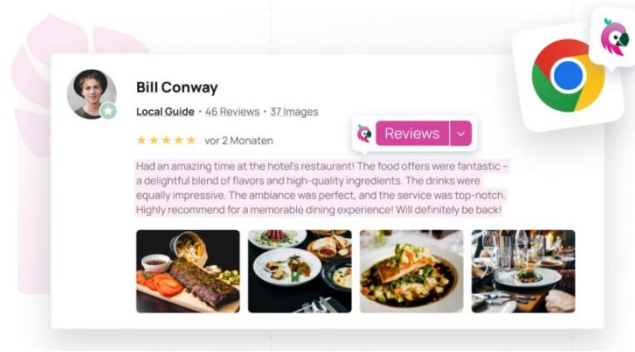 Bill Conway
Local Guide • 46 Reviews • 37 Images
Reviews
★★★★★ vor 2 Monaten
Had an amazing time at the hotel's restaurant! The food offers were fantastic –
a delightful blend of flavors and high-quality ingredients. The drinks were
equally impressive. The ambiance was perfect, and the service was top-notch.
Highly recommend for a memorable dining experience! Will definitely be back!